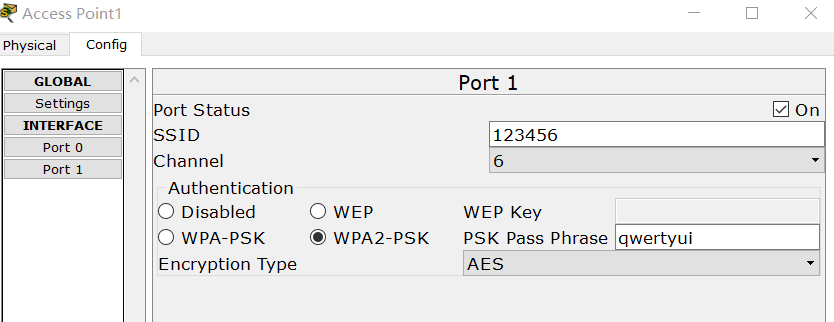 Access Point1
Physical Config
GLOBAL
Settings
INTERFACE
Port 0
Port 1
Port 1
Port Status On
SSID 123456
Channel 6
Authentication
Disabled WEP WEP Key
WPA-PSK WPA2-PSK PSK Pass Phrase qwertyui
Encryption Type AES